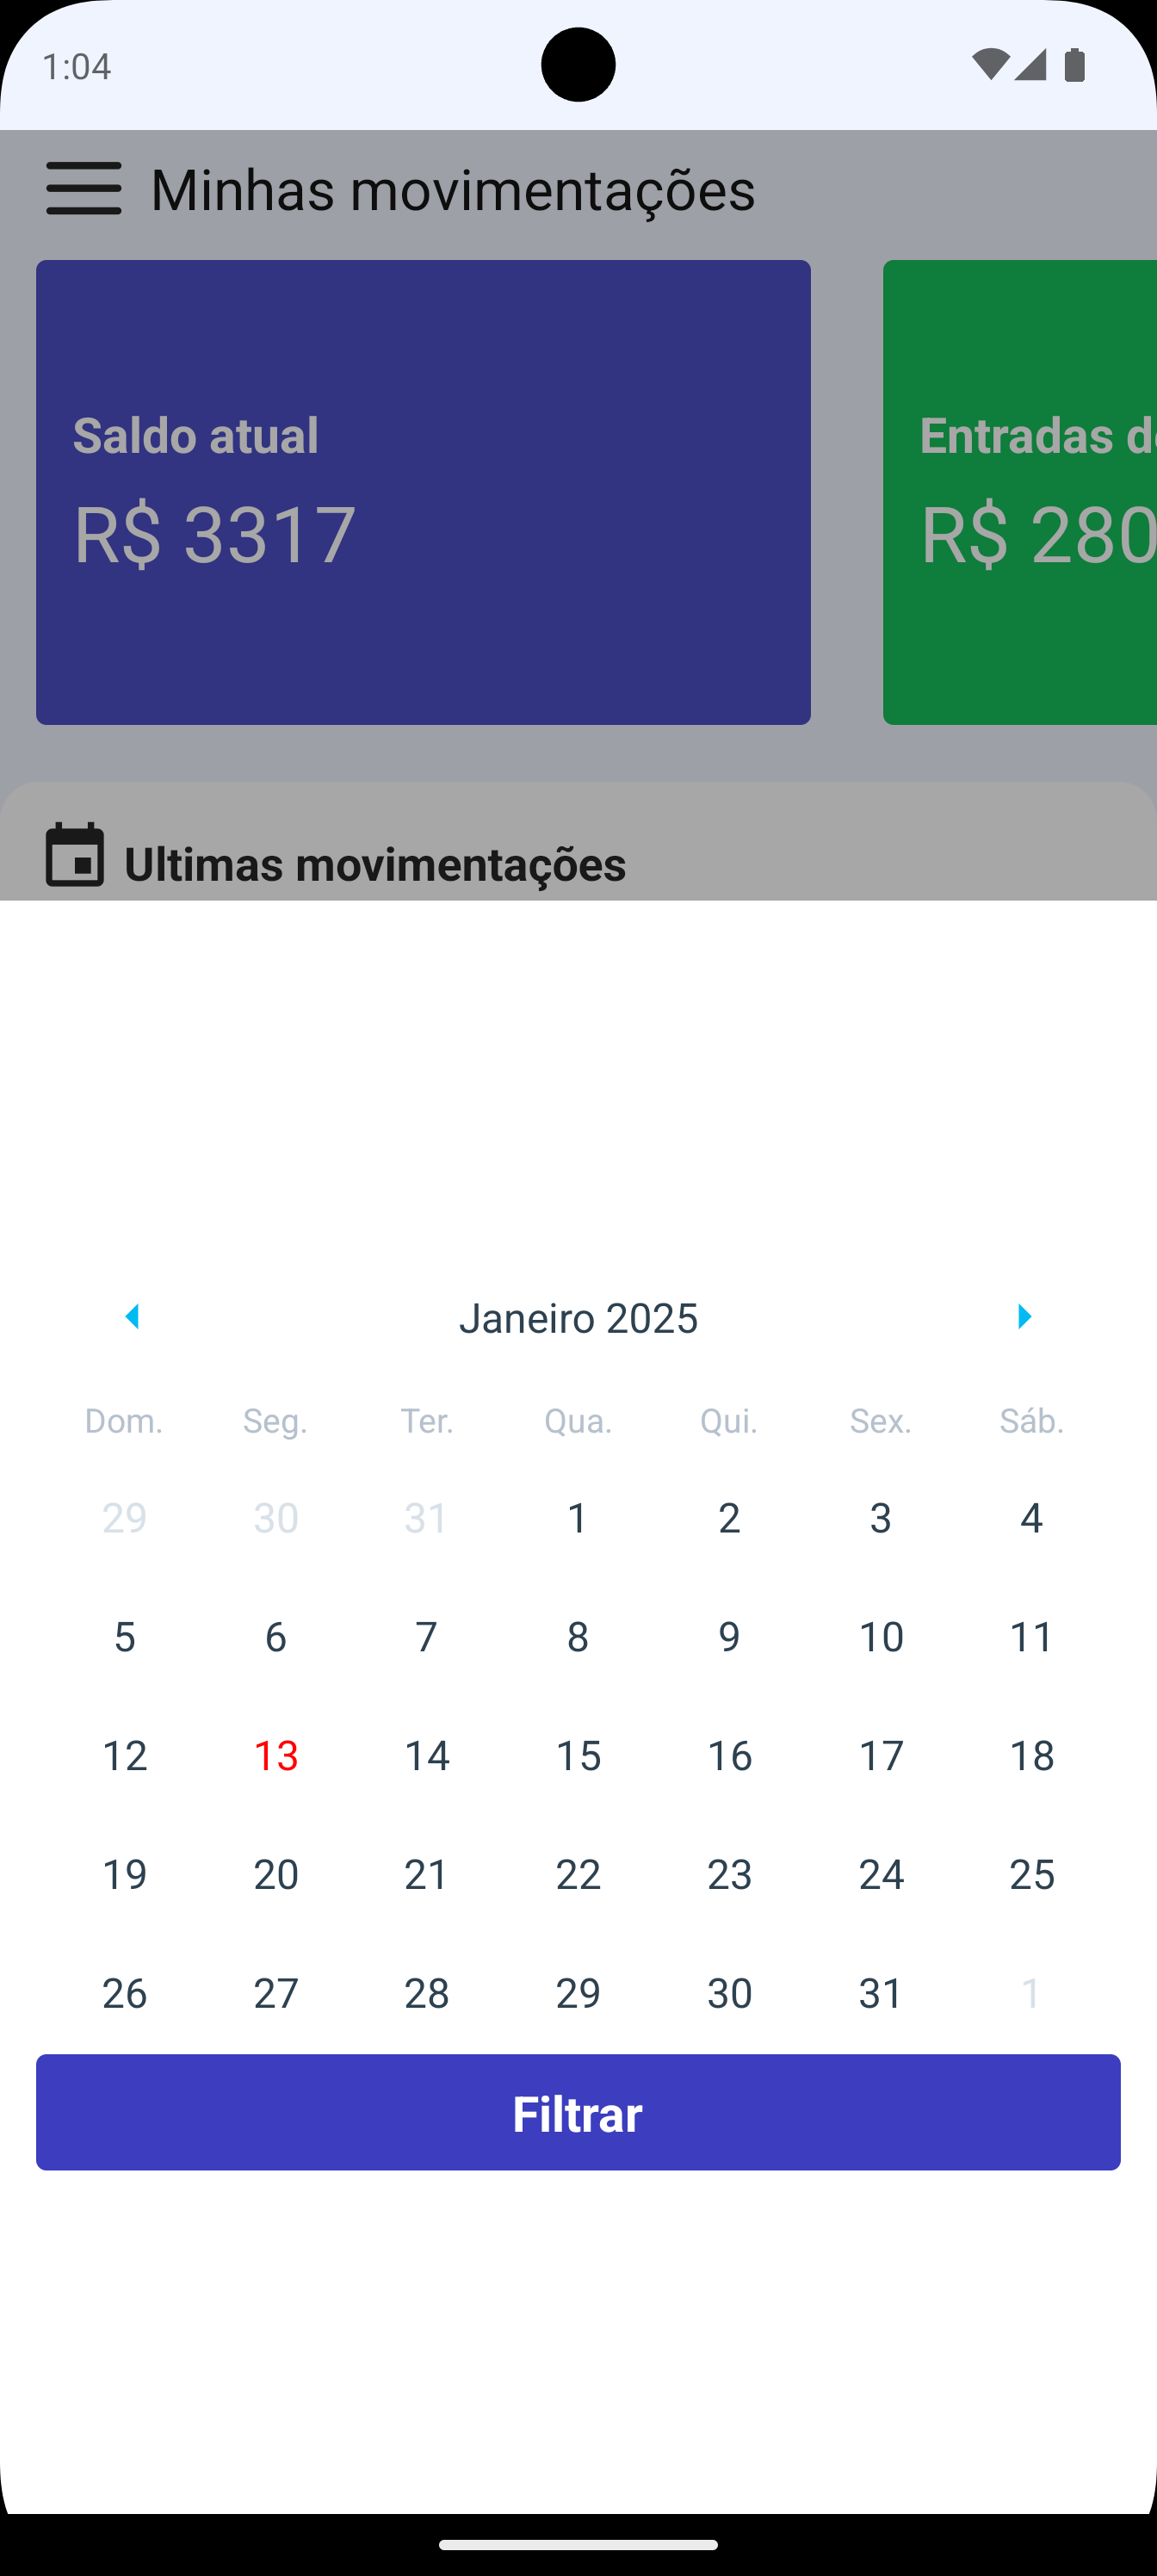 1:04
Minhas movimentações
Saldo atual
R$ 3317
Entradas d
R$ 280
Ultimas movimentações
Janeiro 2025
Dom. Seg. Ter. Qua. Qui. Sex. Sáb.
29 30 31 1 2 3 4
5 6 7 8 9 10 11
12 13 14 15 16 17 18
19 20 21 22 23 24 25
26 27 28 29 30 31 1
Filtrar